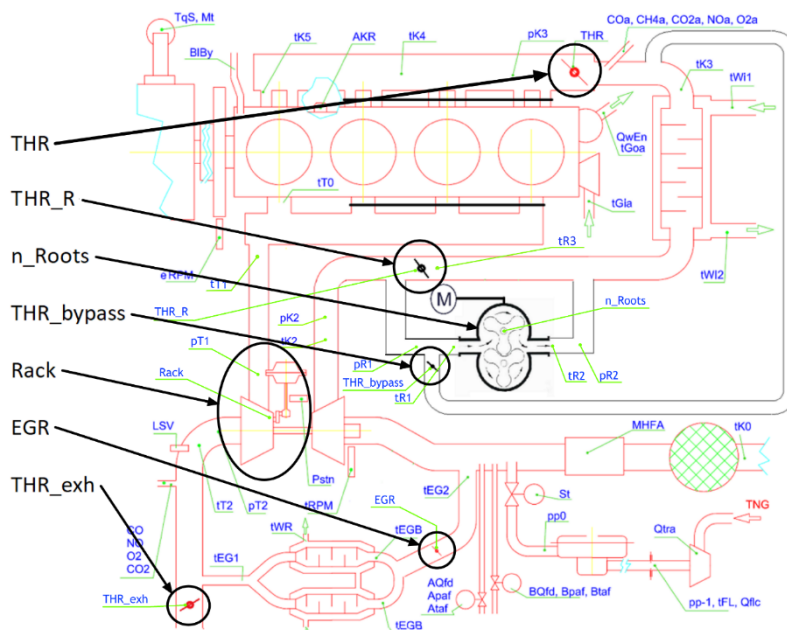 TqS, Mt
BIBy
tK5
AKR
tK4
pK3
THR
COa, CH4a, CO2a, NOa, O2a
tK3
tWi1
THR
QwEn
tGoa
THR_R
tT0
tGia
n_Roots
eRPM
tT1
tR3
tWI2
THR_R
M
n_Roots
THR_bypass
pK2
tK2
pT1
pR1
THR_bypass
tR1
tR2
pR2
Rack
Rack
LSV
MHFA
tK0
EGR
Pstn
tT2
pT2
tRPM
tEG2
St
TNG
THR_exh
CO
NO
O2
CO2
tWR
EGR
tEGB
pp0
Qtra
tEG1
AQfd
Apaf
Ataf
BQfd, Bpaf, Btaf
pp-1, tFL, Qflc
THR_exh
tEGB